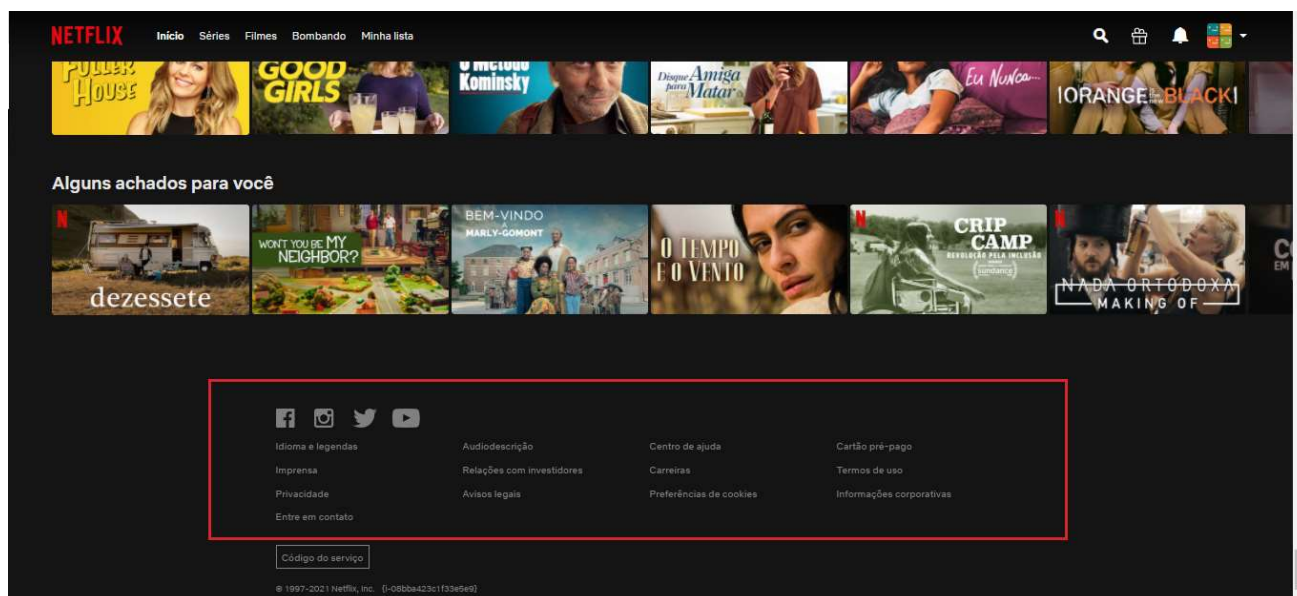 NETFLIX Início Séries Filmes Bombando Minha lista
FULLER HOUSE
GOOD GIRLS
O Método Kominsky
Disque Amiga para Matar
EU NUNCA...
ORANGE IS THE NEW BLACK
Alguns achados para você
N
dezessete
WON'T YOU BE MY NEIGHBOR?
BEM-VINDO
A MARLY-GOMONT
O TEMPO
E O VENTO
N
CRIP
CAMP
REVOLUÇÃO PELA INCLUSÃO
sundance
N
NADA ORTODOXA
MAKING OF
Idioma e legendas Audiodescrição Centro de ajuda Cartão pré-pago
Imprensa Relações com investidores Carreiras Termos de uso
Privacidade Avisos legais Preferências de cookies Informações corporativas
Entre em contato
Código do serviço
© 1997-2021 Netflix, Inc. {i-08bba423c1f33e5e9}